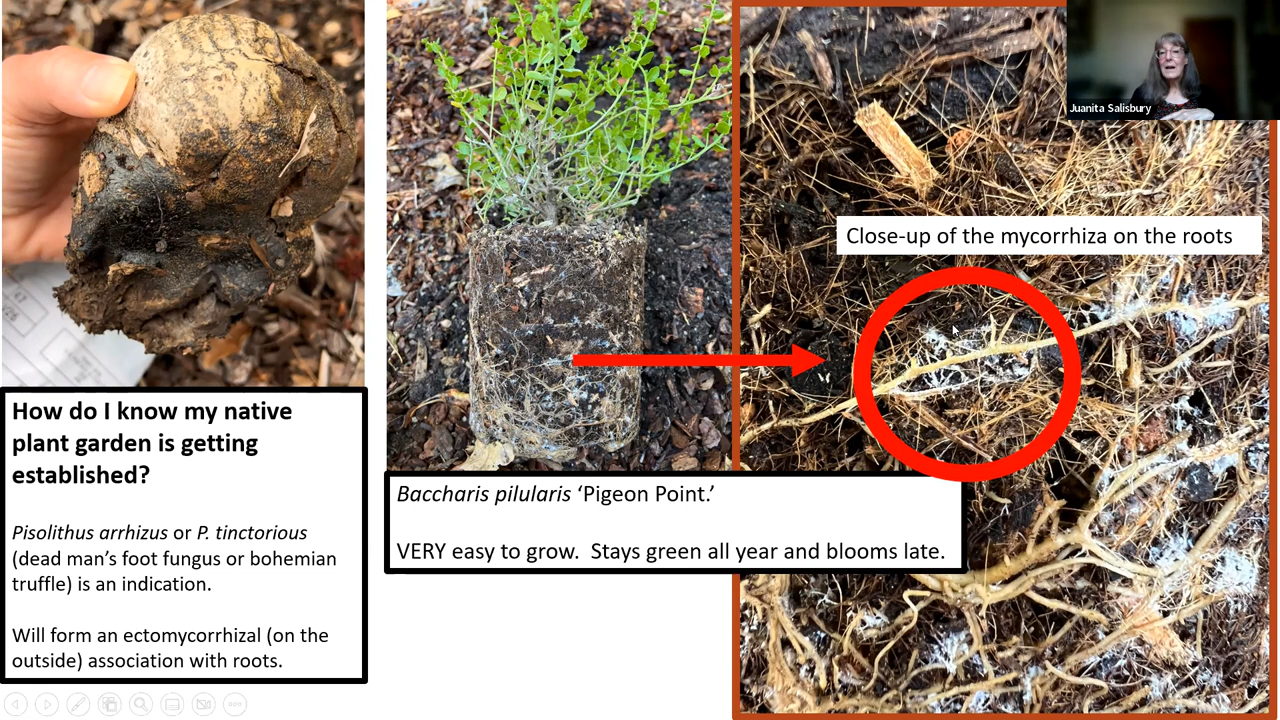 Juanita Salisbury
Close-up of the mycorrhiza on the roots
How do I know my native
plant garden is getting
established?
Pisolithus arrhizus or P. tinctorious
(dead man’s foot fungus or bohemian
truffle) is an indication.
Will form an ectomycorrhizal (on the
outside) association with roots.
Baccharis pilularis ‘Pigeon Point.’
VERY easy to grow.  Stays green all year and blooms late.